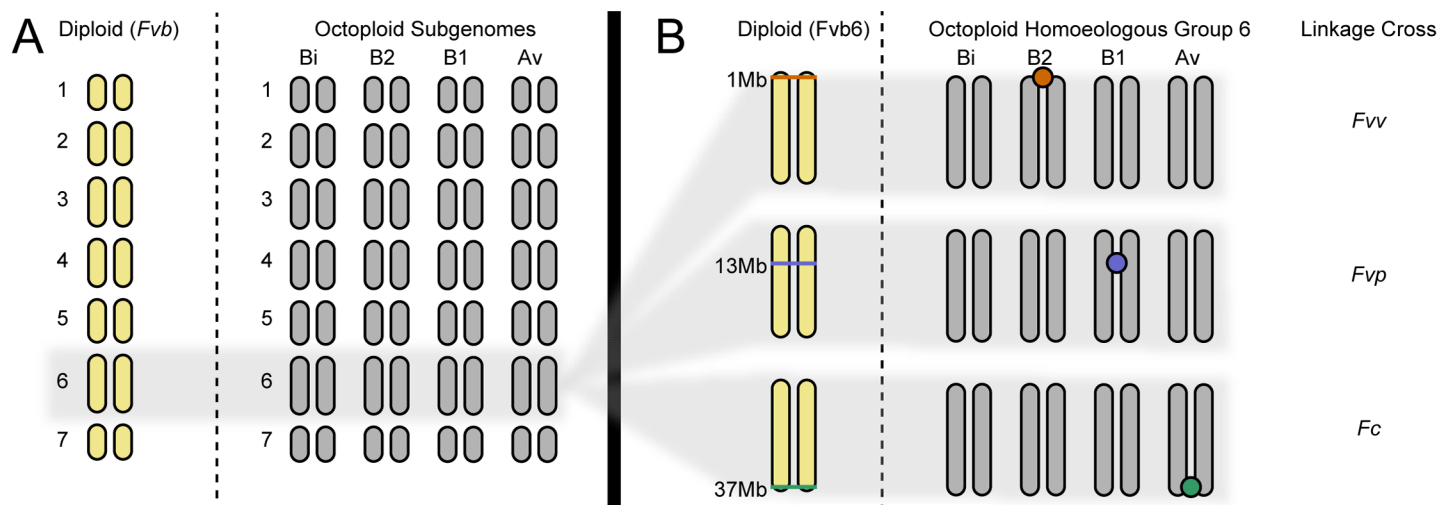 A
Diploid (Fvb)
Octoploid Subgenomes
Bi B2 B1 Av
1 1
2 2
3 3
4 4
5 5
6 6
7 7
B
Diploid (Fvb6)
Octoploid Homoeologous Group 6
Linkage Cross
Bi B2 B1 Av
1Mb
Fvv
13Mb
Fvp
Fc
37Mb